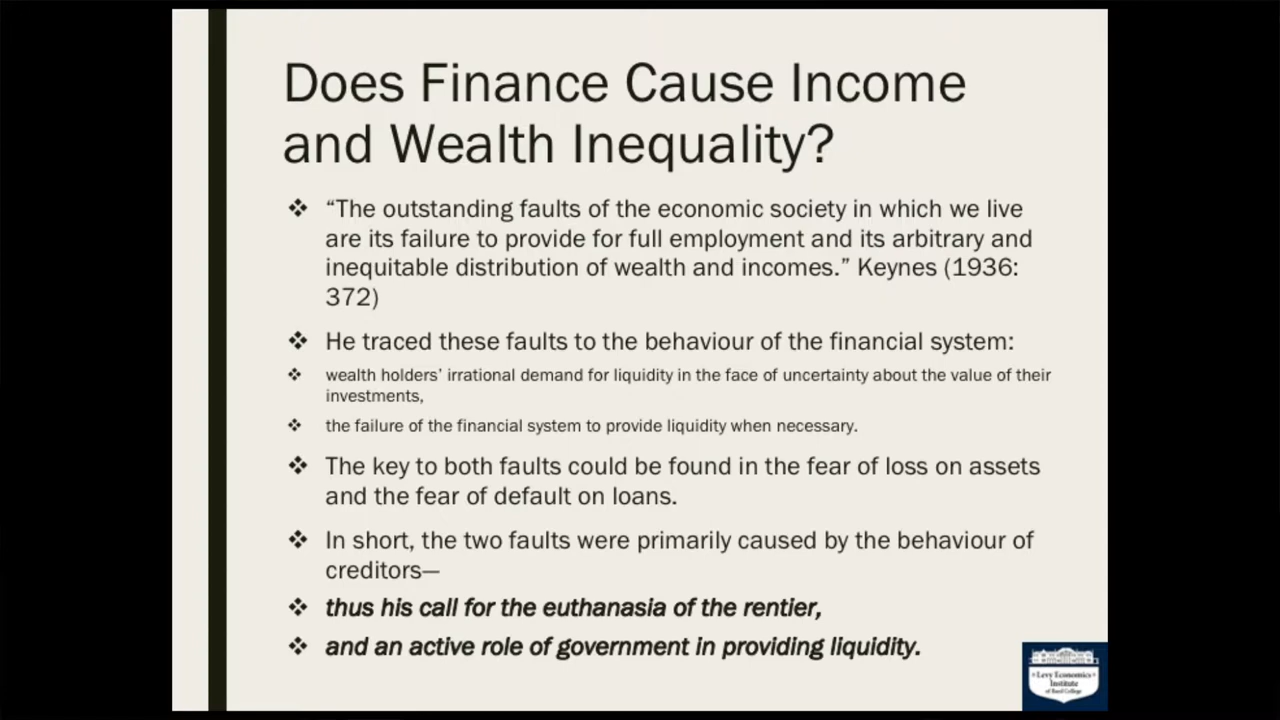 Does Finance Cause Income
and Wealth Inequality?
❖ “The outstanding faults of the economic society in which we live
are its failure to provide for full employment and its arbitrary and
inequitable distribution of wealth and incomes.” Keynes (1936:
372)
❖ He traced these faults to the behaviour of the financial system:
❖ wealth holders’ irrational demand for liquidity in the face of uncertainty about the value of their
investments,
❖ the failure of the financial system to provide liquidity when necessary.
❖ The key to both faults could be found in the fear of loss on assets
and the fear of default on loans.
❖ In short, the two faults were primarily caused by the behaviour of
creditors—
❖ thus his call for the euthanasia of the rentier,
❖ and an active role of government in providing liquidity.
Levy Economics
Institute
of Bard College